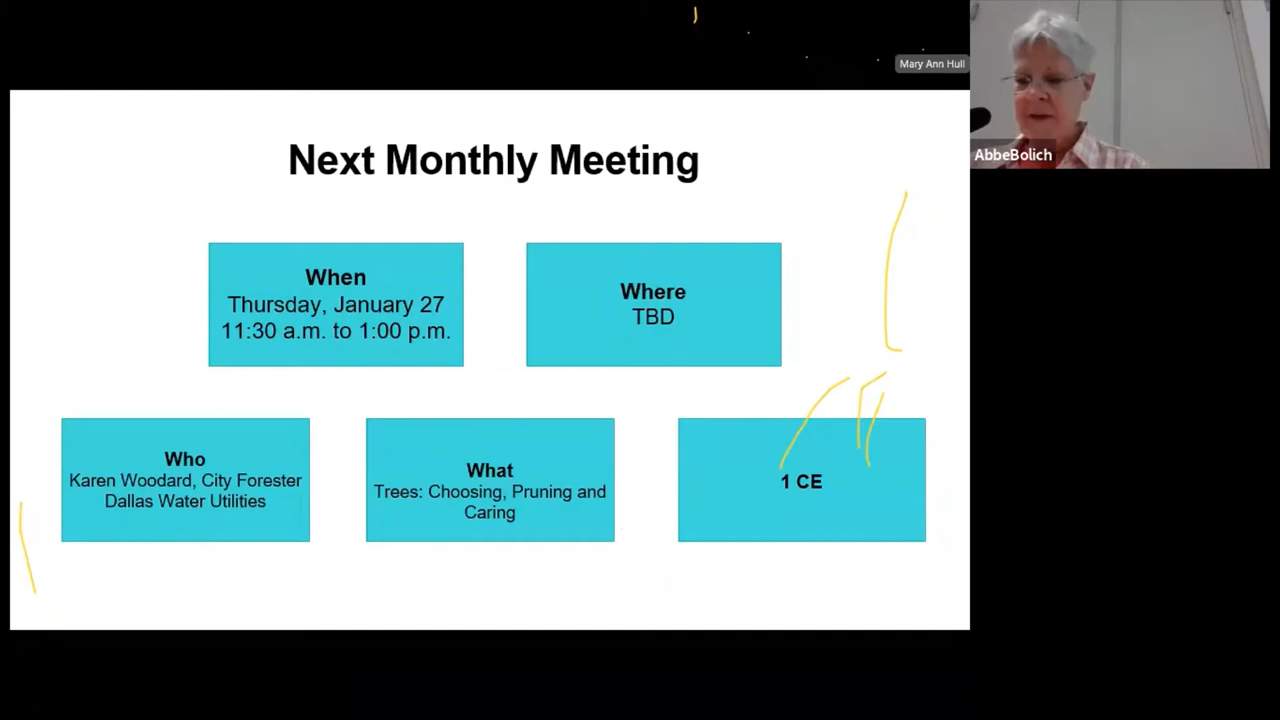 Mary Ann Hull
AbbeBolich
Next Monthly Meeting
When
Thursday, January 27
11:30 a.m. to 1:00 p.m.
Where
TBD
Who
Karen Woodard, City Forester
Dallas Water Utilities
What
Trees: Choosing, Pruning and
Caring
1 CE